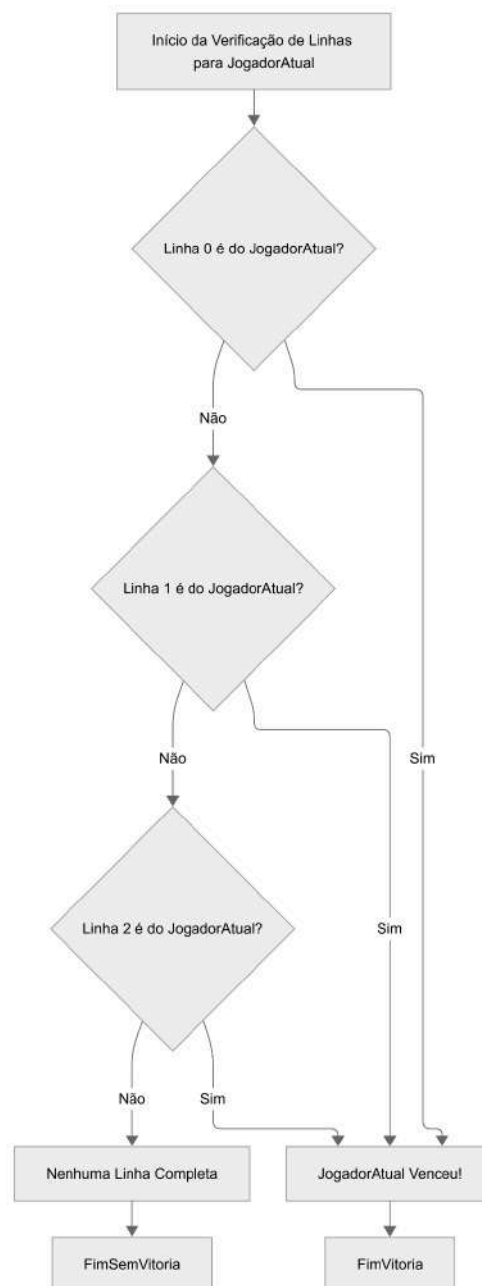 Início da Verificação de Linhas
para JogadorAtual
Linha 0 é do JogadorAtual?
Não
Linha 1 é do JogadorAtual?
Não
Sim
Linha 2 é do JogadorAtual?
Sim
Não
Sim
Nenhuma Linha Completa
JogadorAtual Venceu!
FimSemVitoria
FimVitoria